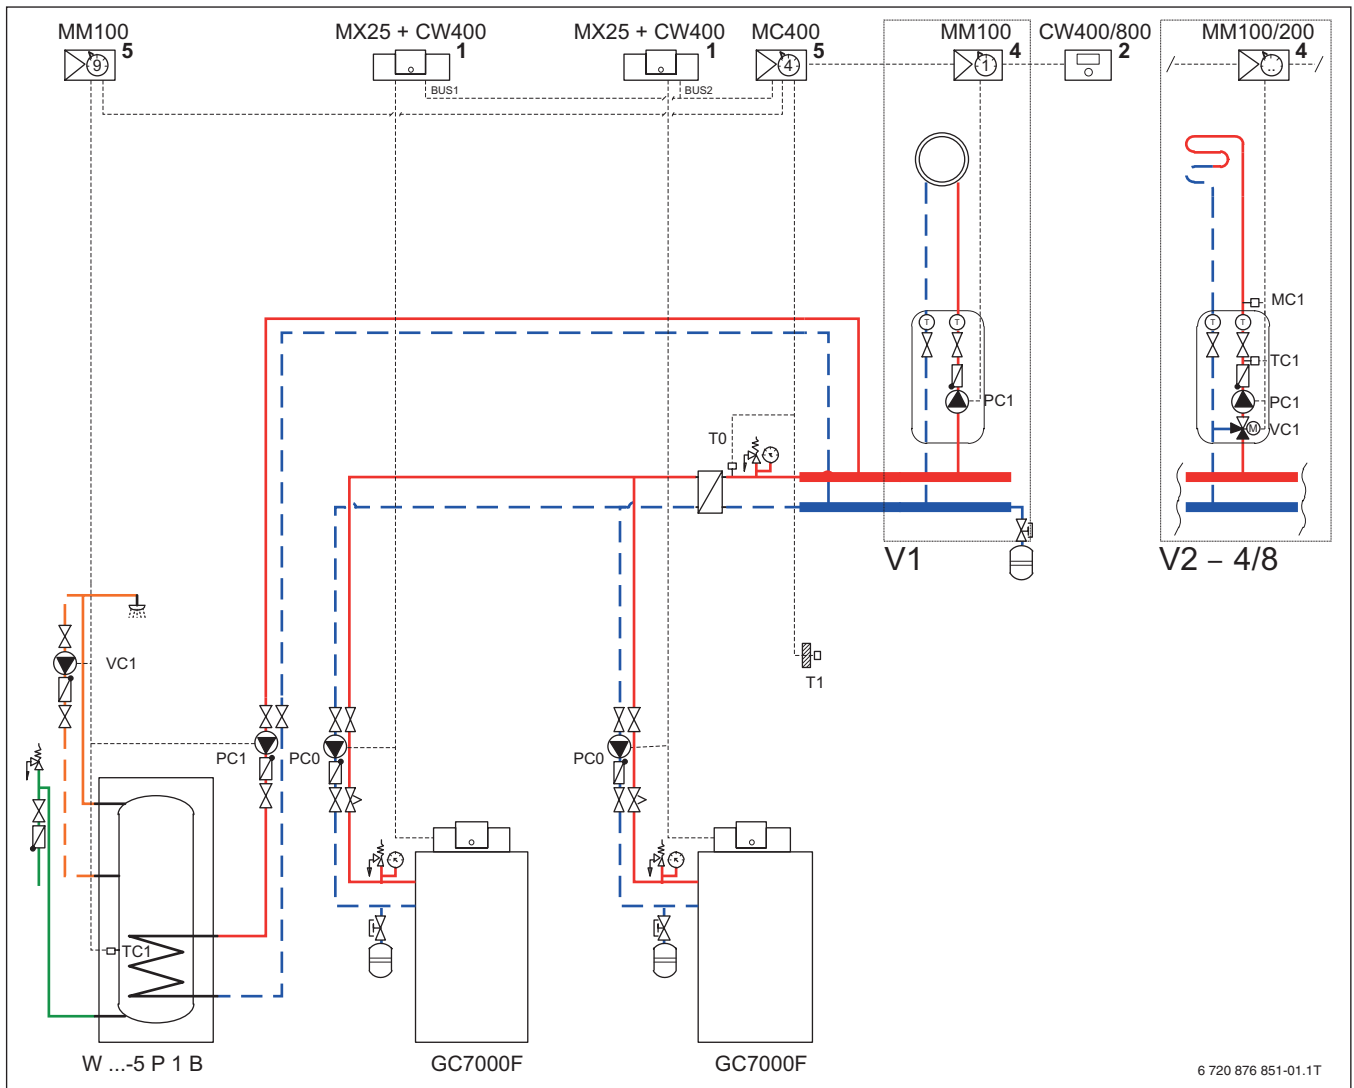 MM100
5
9
MX25 + CW400
1
BUS1
MX25 + CW400
1
BUS2
MC400
5
4
MM100
4
1
CW400/800
2
MM100/200
4
..
MC1
T
T
T
T
TC1
PC1
PC1
M
VC1
T0
V1
V2 – 4/8
VC1
T1
PC1
PC0
PC0
TC1
W ...-5 P 1 B
GC7000F
GC7000F
6 720 876 851-01.1T